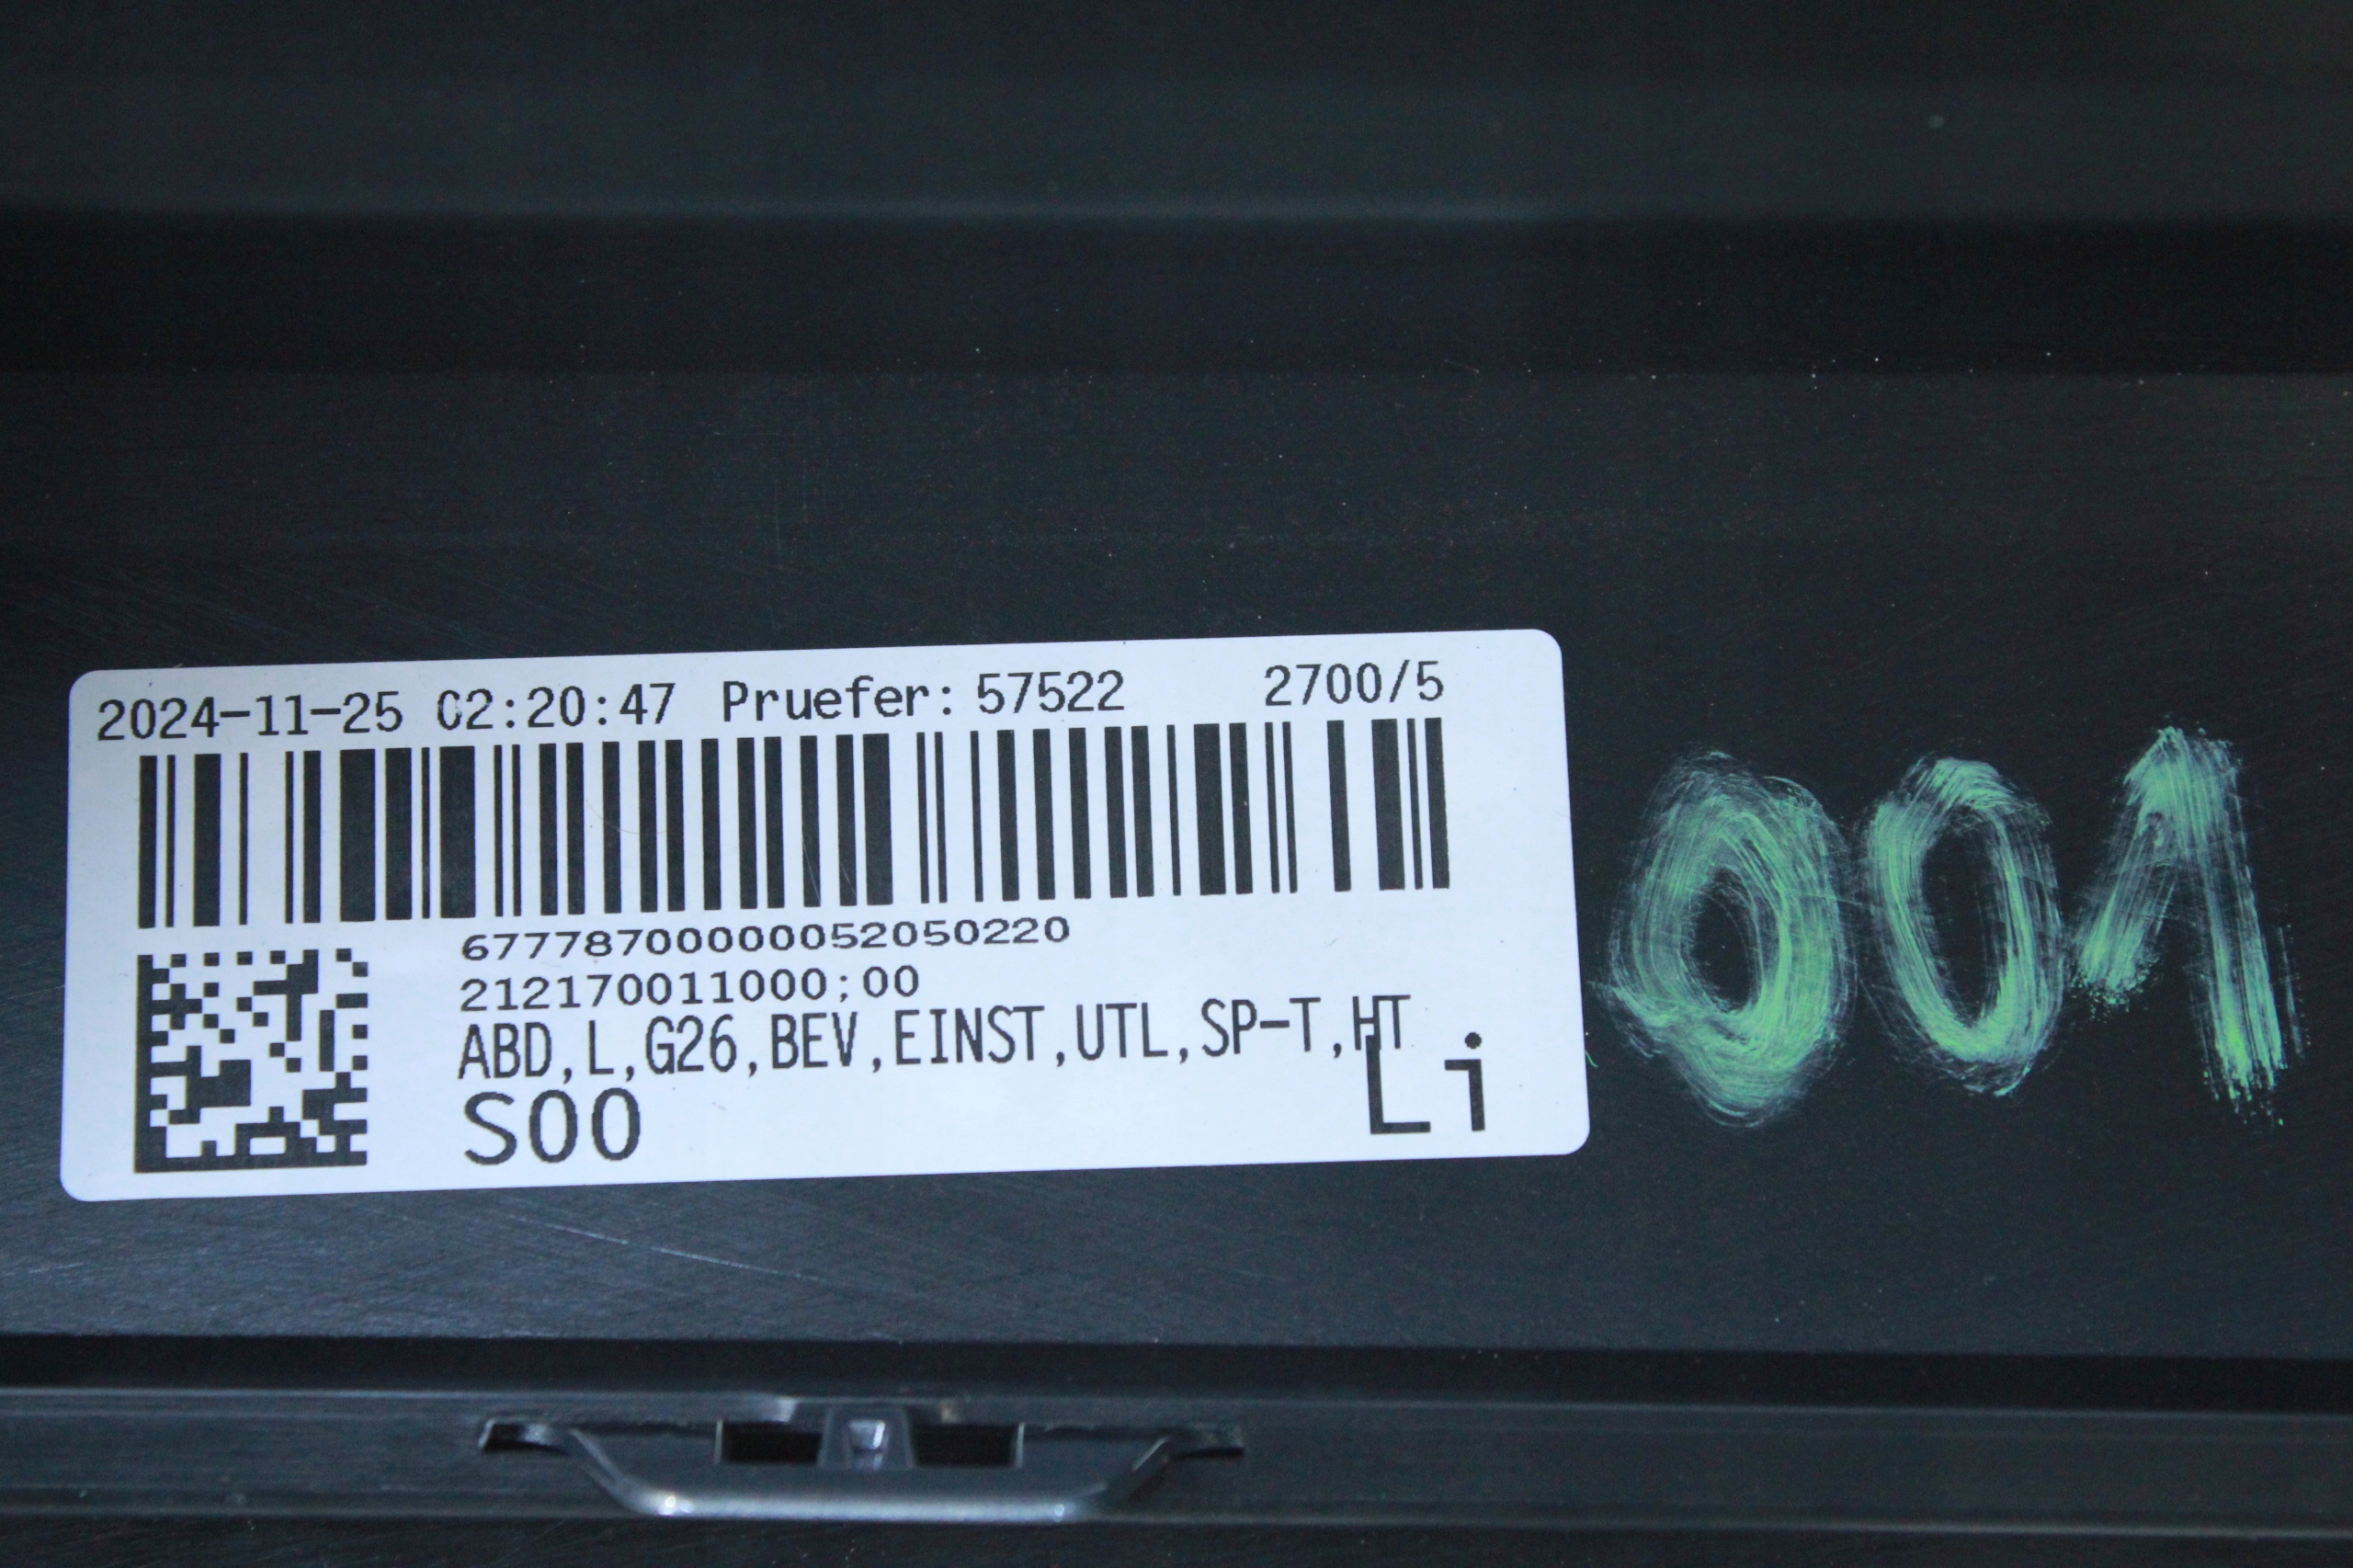 2024-11-25 02:20:47 Pruefer: 57522 2700/5
67778700000052050220
212170011000;00
ABD,L,G26,BEV,EINST,UTL,SP-T,HT
S00
Li
001